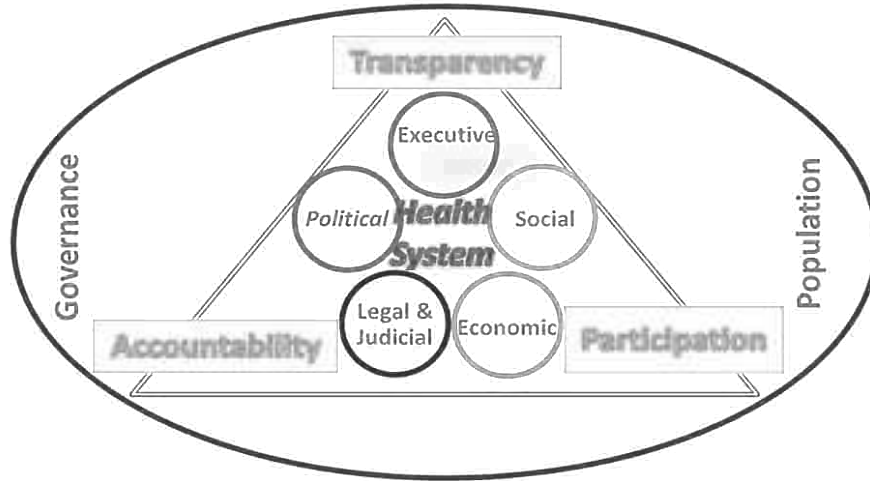 Transparency
Executive
Governance
Political
Health
System
Social
Population
Legal &
Judicial
Economic
Accountability
Participation